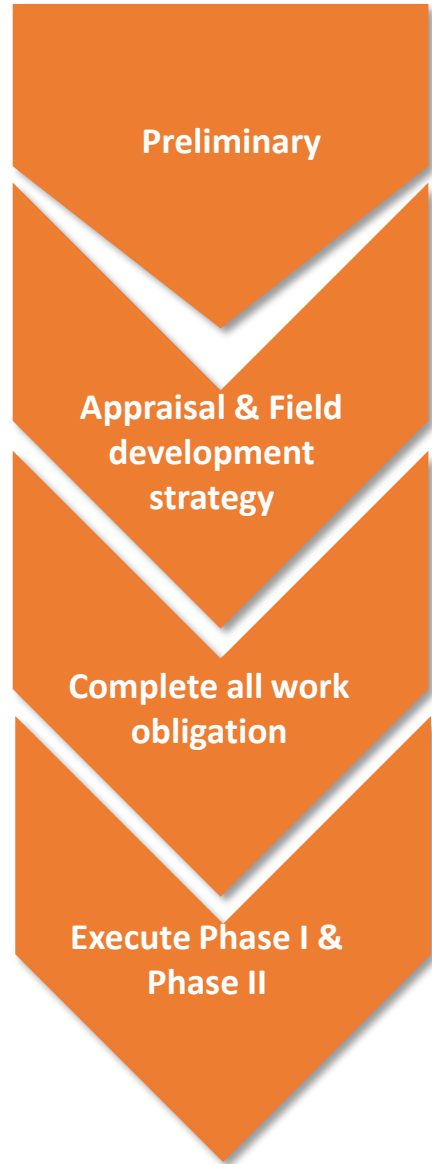 Preliminary
Appraisal & Field
development
strategy
Complete all work
obligation
Execute Phase I &
Phase II